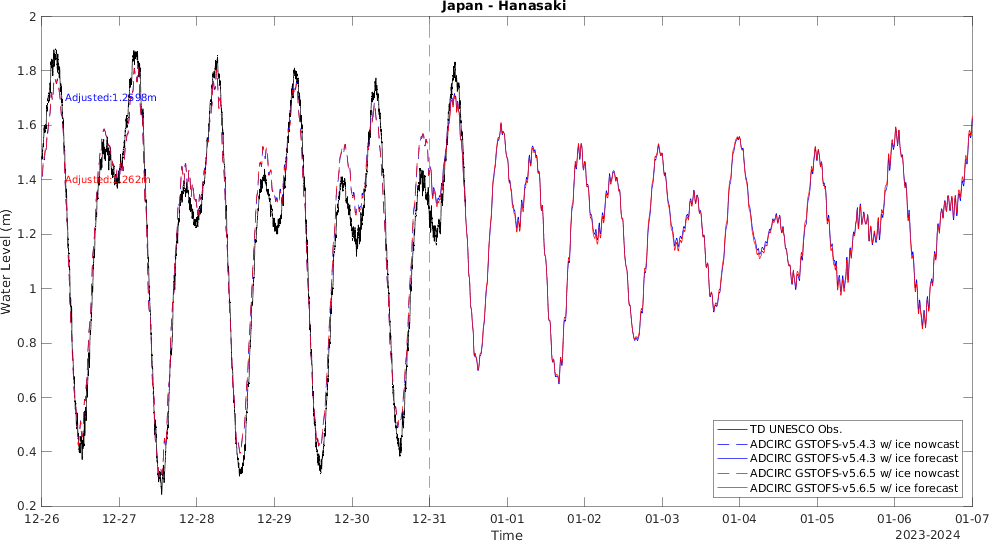 Japan - Hanasaki
2
1.8
1.6
1.4
1.2
1
0.8
0.6
0.4
0.2
Water Level (m)
Adjusted:1.2598m
Adjusted:1.262m
TD UNESCO Obs.
ADCIRC GSTOFS-v5.4.3 w/ ice nowcast
ADCIRC GSTOFS-v5.4.3 w/ ice forecast
ADCIRC GSTOFS-v5.6.5 w/ ice nowcast
ADCIRC GSTOFS-v5.6.5 w/ ice forecast
12-26 12-27 12-28 12-29 12-30 12-31 01-01 01-02 01-03 01-04 01-05 01-06 01-07
Time
2023-2024